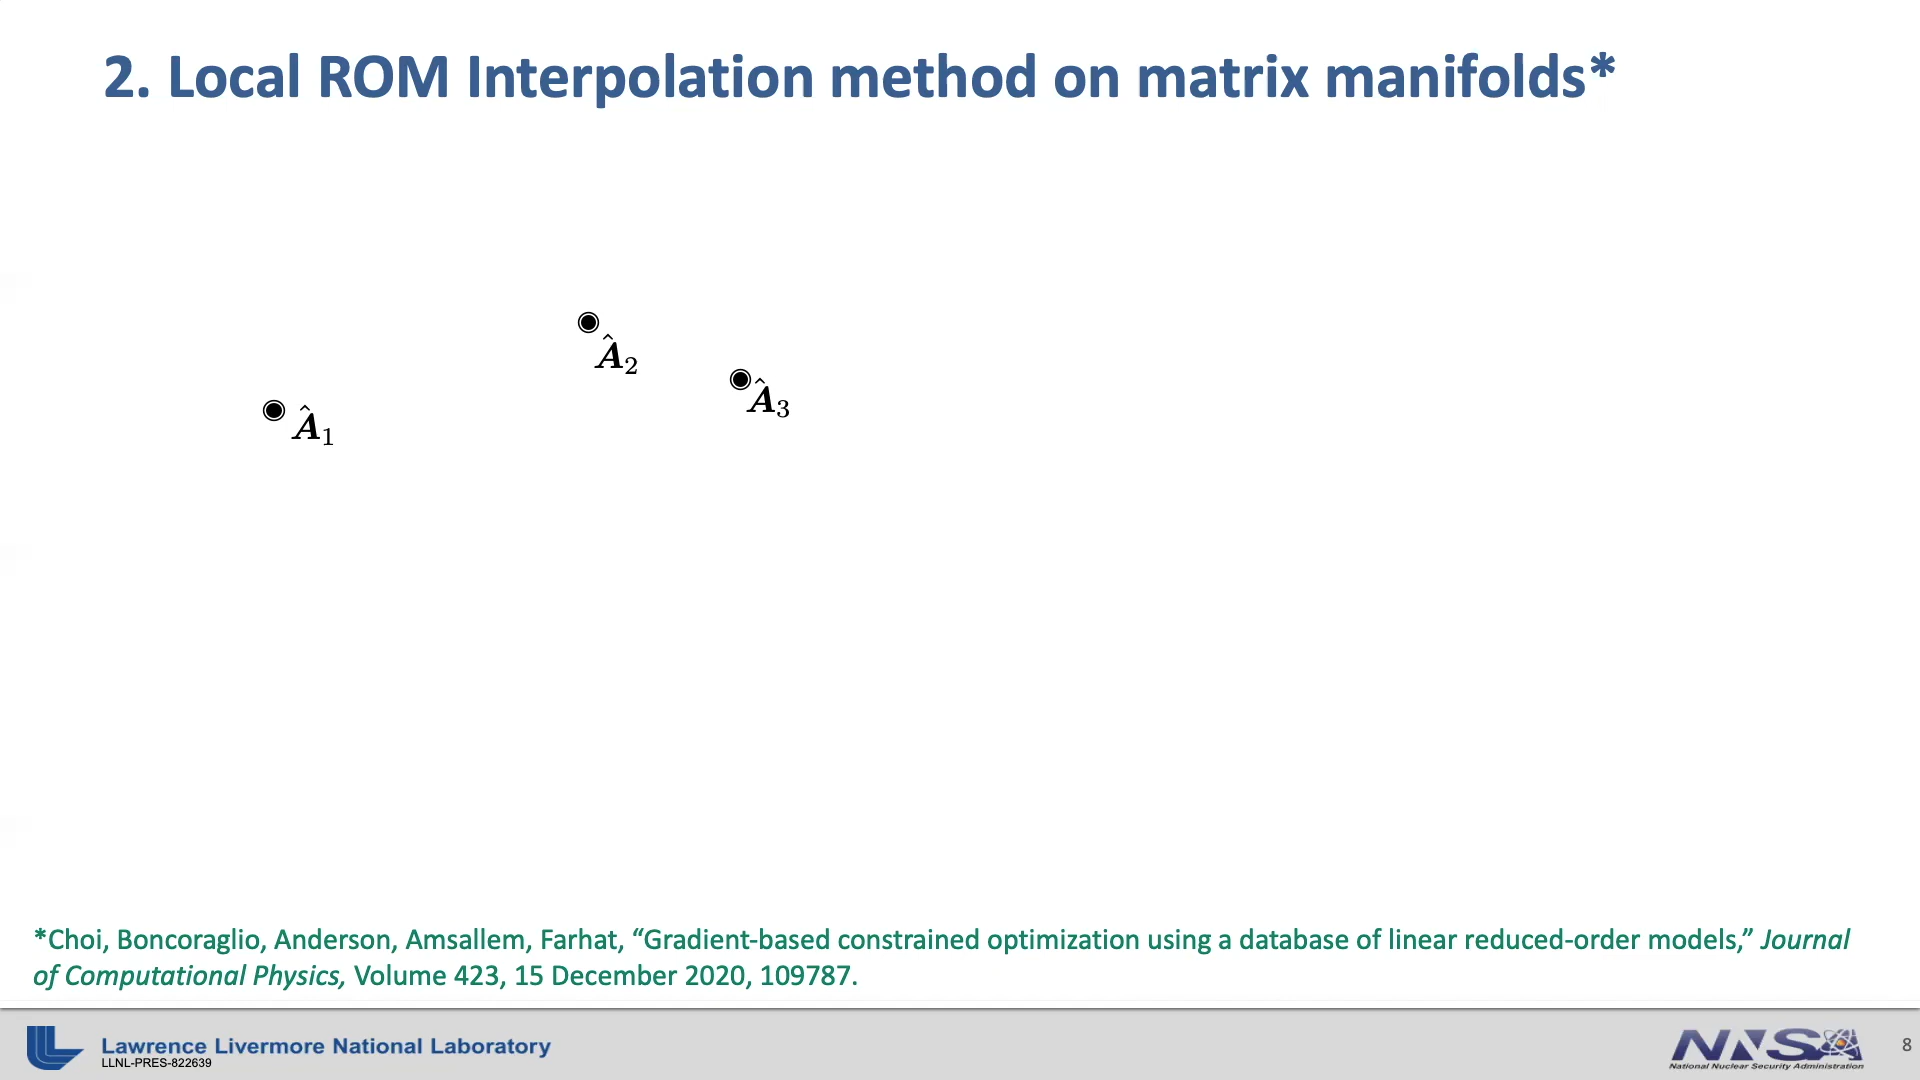 2. Local ROM Interpolation method on matrix manifolds*
Â₂
Â₃
Â₁
*Choi, Boncoraglio, Anderson, Amsallem, Farhat, “Gradient-based constrained optimization using a database of linear reduced-order models,” Journal
of Computational Physics, Volume 423, 15 December 2020, 109787.
Lawrence Livermore National Laboratory
LLNL-PRES-822639
NNSA
National Nuclear Security Administration
8